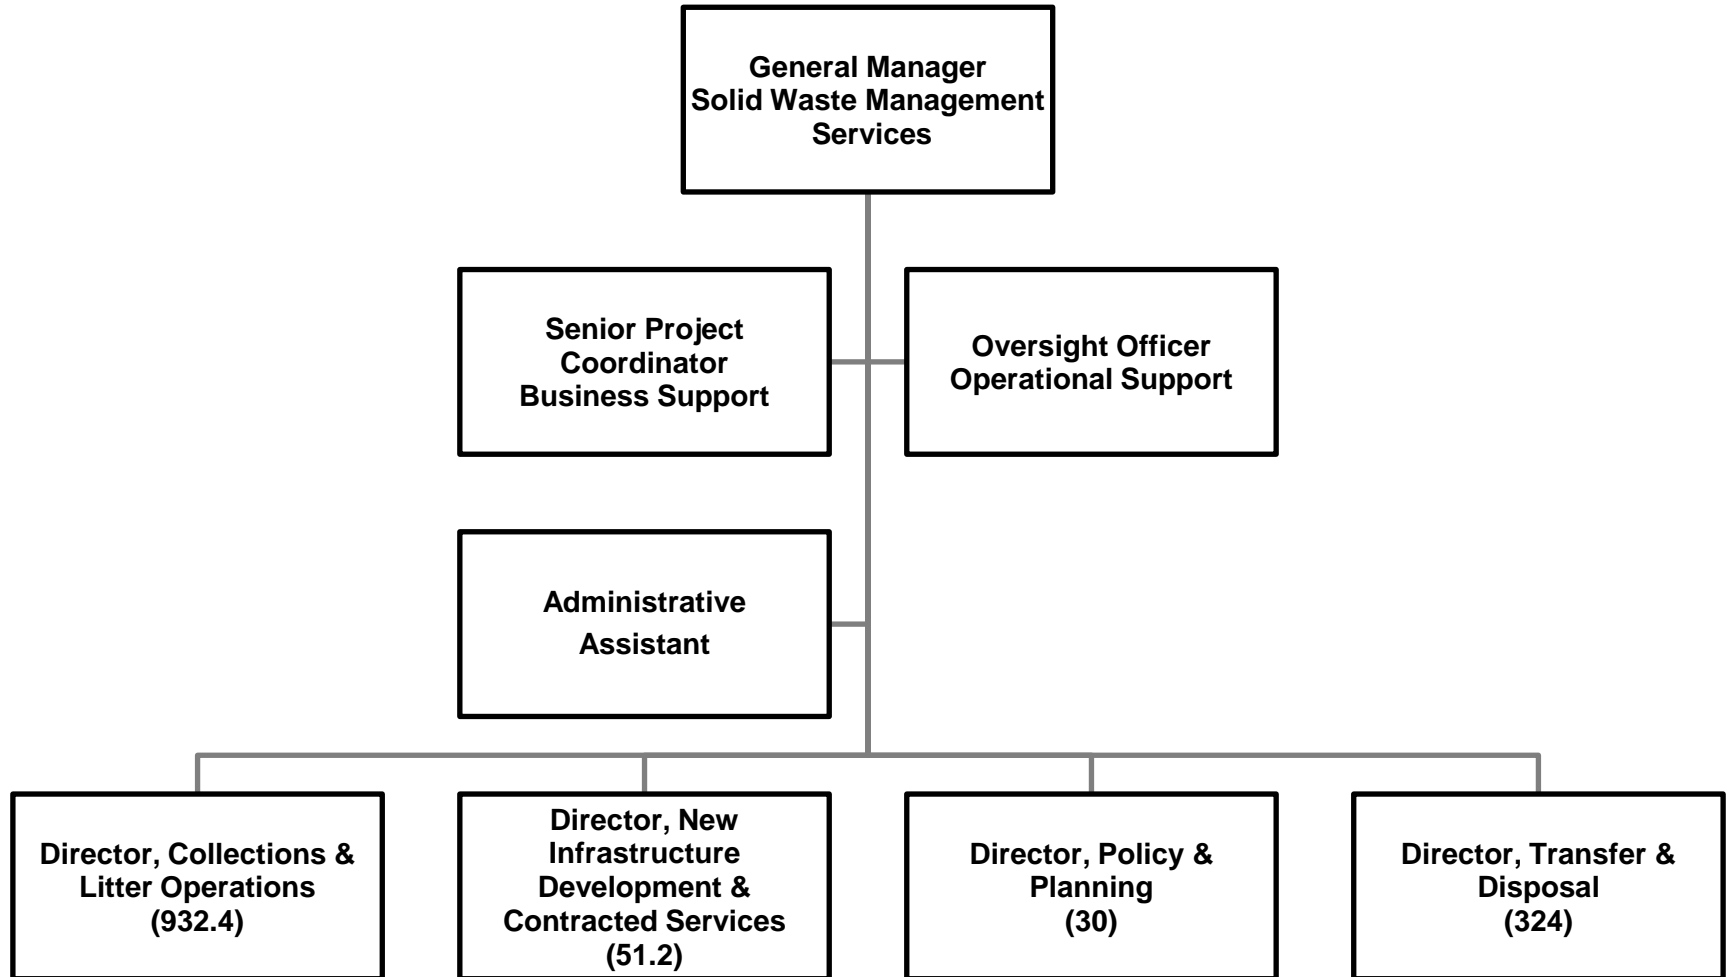 General Manager
Solid Waste Management
Services
Senior Project
Coordinator
Business Support
Oversight Officer
Operational Support
Administrative
Assistant
Director, Collections &
Litter Operations
(932.4)
Director, New
Infrastructure
Development &
Contracted Services
(51.2)
Director, Policy &
Planning
(30)
Director, Transfer &
Disposal
(324)